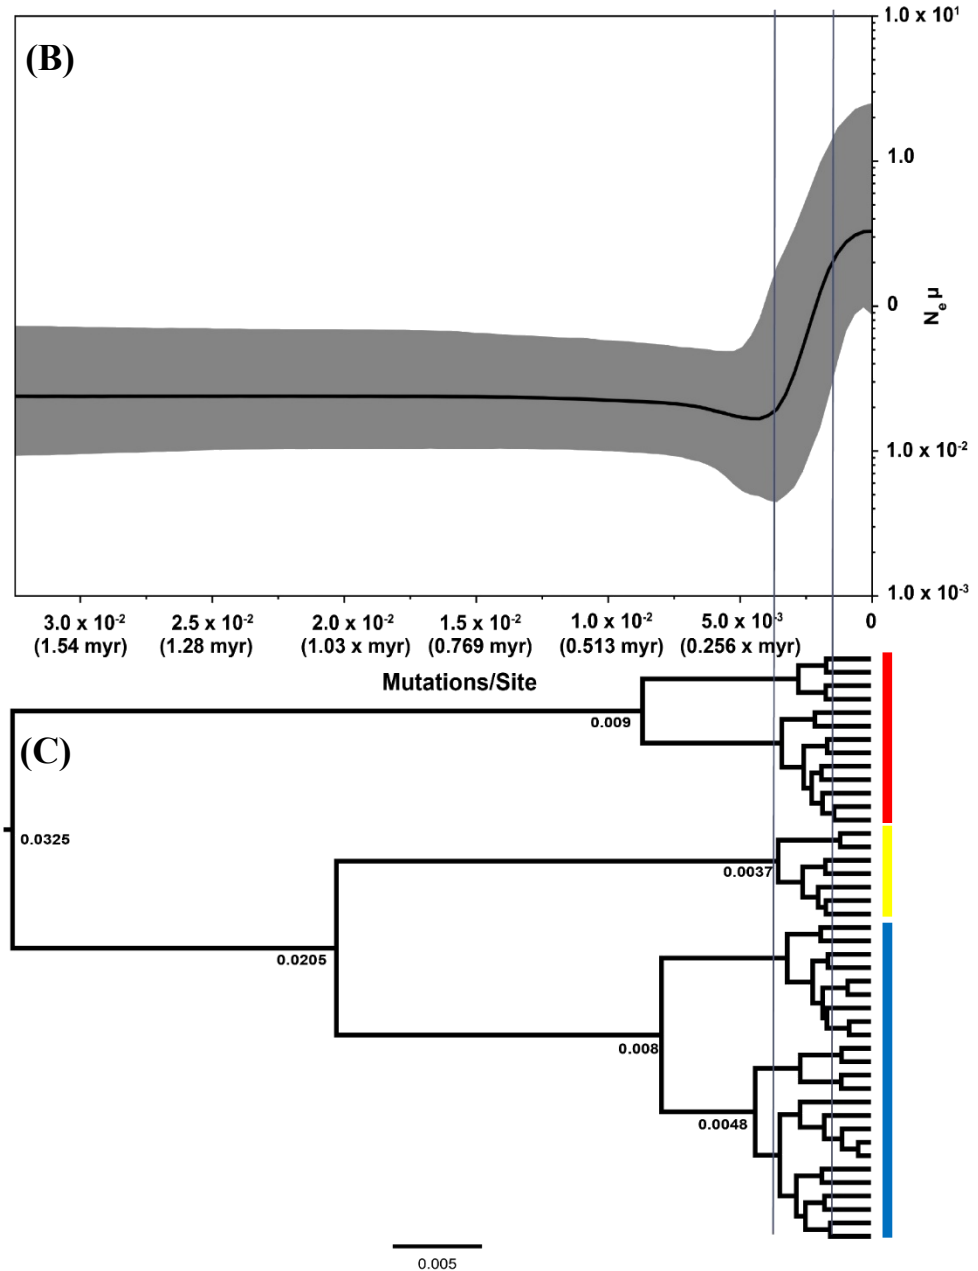 (B)
1.0 x 10¹
1.0
0
Nₑ μ
1.0 x 10⁻²
1.0 x 10⁻³
3.0 x 10⁻² 2.5 x 10⁻² 2.0 x 10⁻² 1.5 x 10⁻² 1.0 x 10⁻² 5.0 x 10⁻³ 0
(1.54 myr) (1.28 myr) (1.03 x myr) (0.769 myr) (0.513 myr) (0.256 x myr)
Mutations/Site
(C)
0.009
0.0325
0.0037
0.0205
0.008
0.0048
0.005